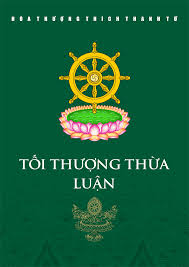 HÒA THƯỢNG THÍCH THANH TỪ
TỐI THƯỢNG THỪA
LUẬN